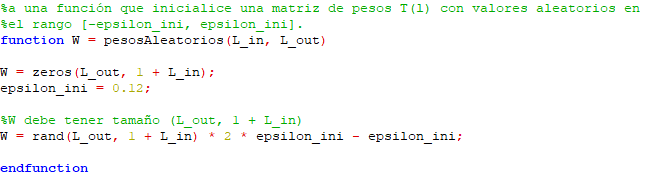 %a una función que inicialice una matriz de pesos T(l) con valores aleatorios en
%el rango [-epsilon_ini, epsilon_ini].
function W = pesosAleatorios(L_in, L_out)
W = zeros(L_out, 1 + L_in);
epsilon_ini = 0.12;
%W debe tener tamaño (L_out, 1 + L_in)
W = rand(L_out, 1 + L_in) * 2 * epsilon_ini - epsilon_ini;
endfunction